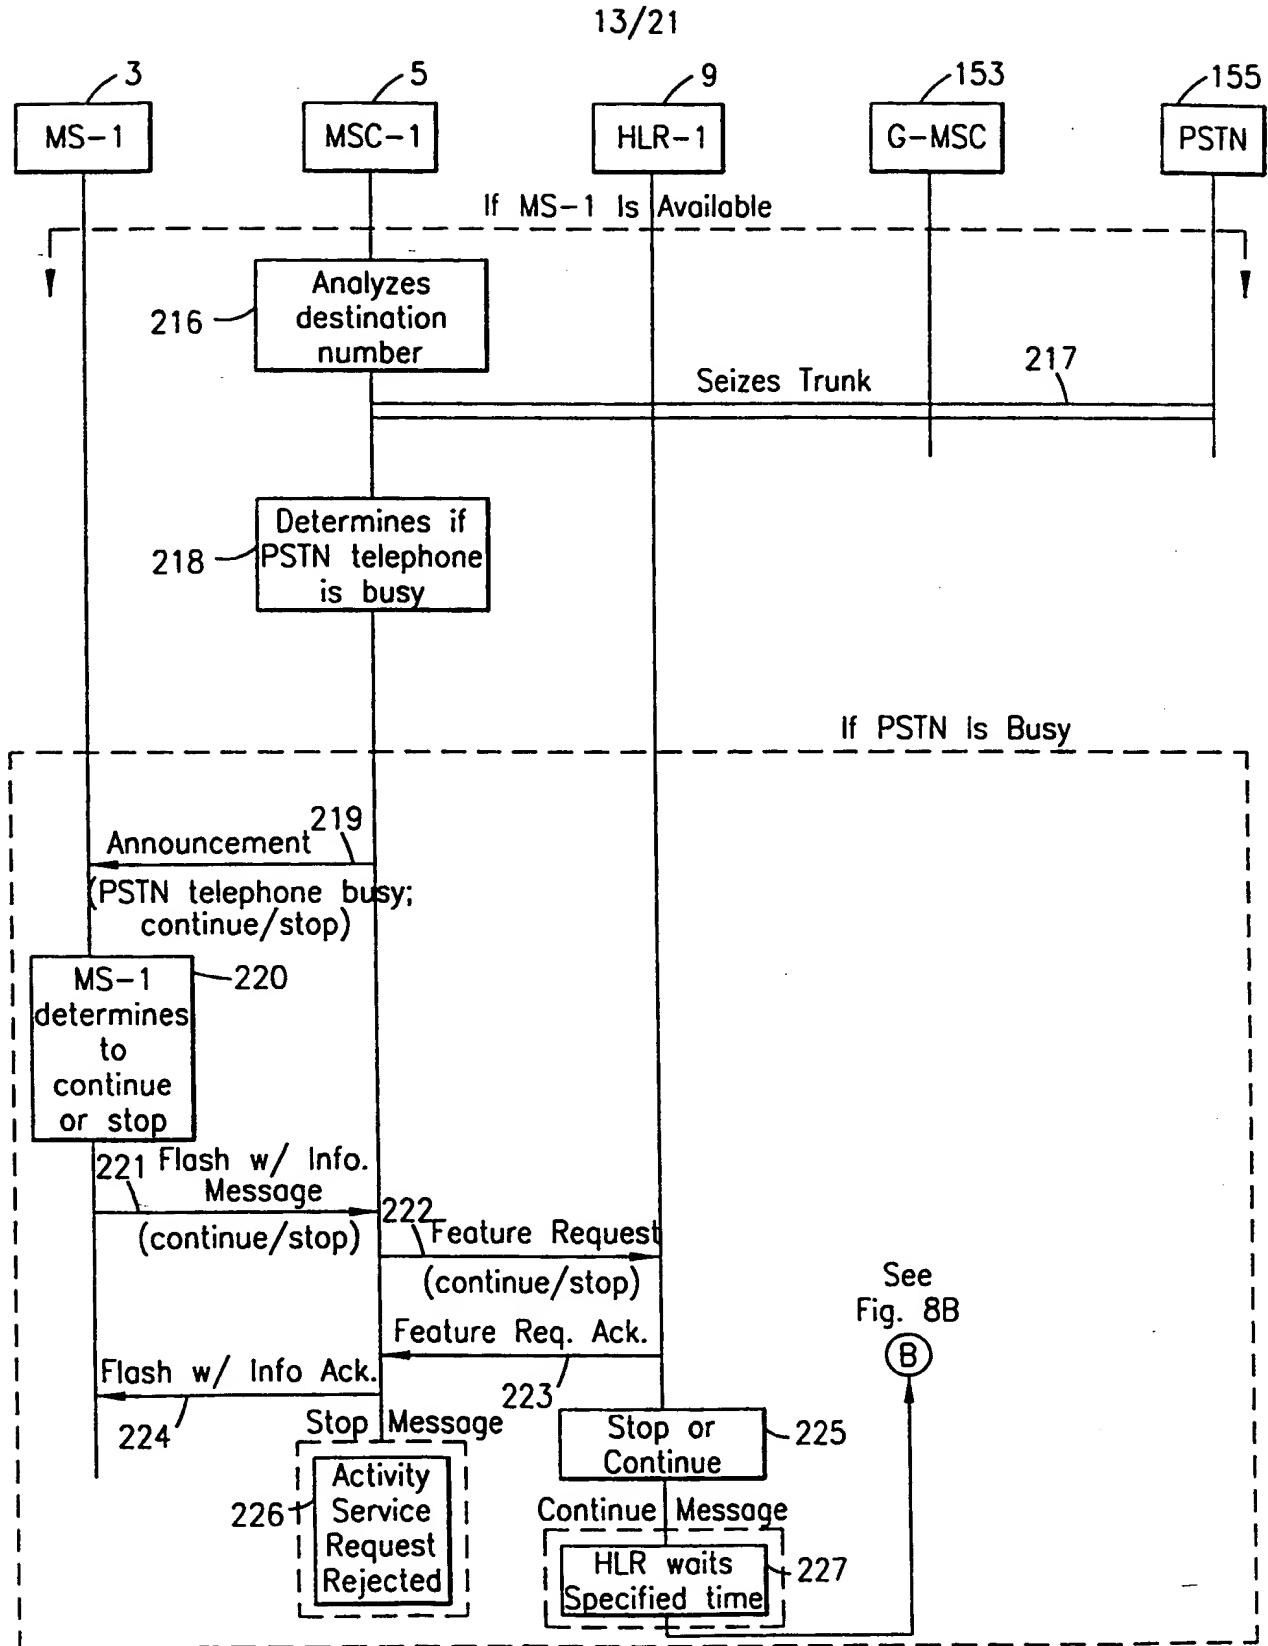 13/21
3
5
9
153
155
MS-1
MSC-1
HLR-1
G-MSC
PSTN
If MS-1 Is Available
216
Analyzes
destination
number
Seizes Trunk
217
218
Determines if
PSTN telephone
is busy
If PSTN Is Busy
Announcement
219
(PSTN telephone busy;
continue/stop)
MS-1
determines
to
continue
or stop
220
221
Flash w/ Info.
Message
(continue/stop)
222
Feature Request
(continue/stop)
See
Fig. 8B
B
Feature Req. Ack.
223
Flash w/ Info Ack.
224
Stop Message
226
Activity
Service
Request
Rejected
Stop or
Continue
225
Continue Message
HLR waits
Specified time
227